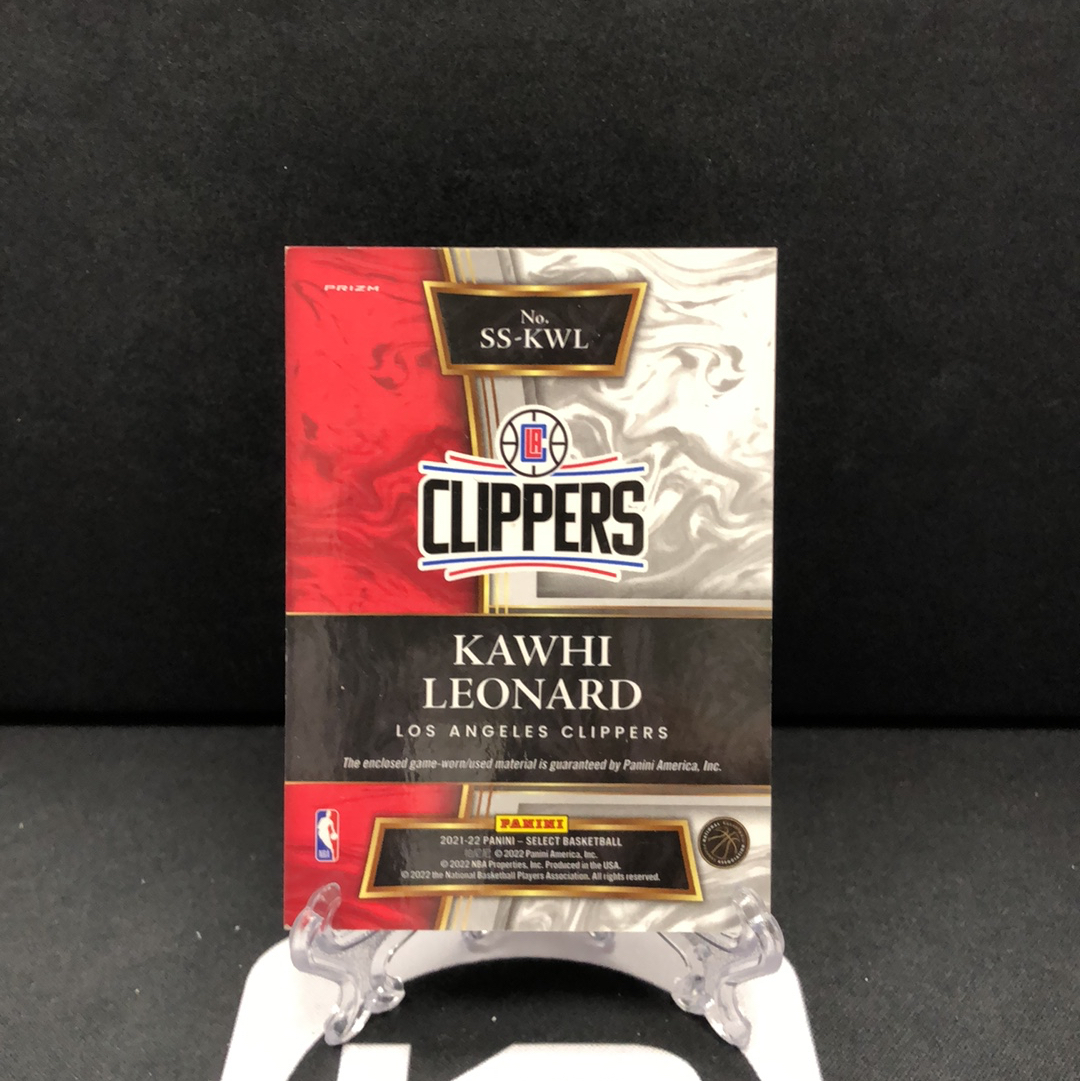 PRIZM
No.
SS-KWL
LAC
CLIPPERS
KAWHI
LEONARD
LOS ANGELES CLIPPERS
The enclosed game-worn/used material is guaranteed by Panini America, Inc.
PANINI
NBA
2021-22 PANINI – SELECT BASKETBALL
© 2022 Panini America, Inc.
© 2022 NBA Properties, Inc. Produced in the USA.
© 2022 the National Basketball Players Association. All rights reserved.